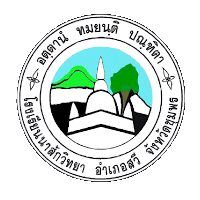 อตฺตานํ ทมยนฺติ ปณฺฑิตา
โรงเรียนนาสักวิทยา อำเภอสวี จังหวัดชุมพร